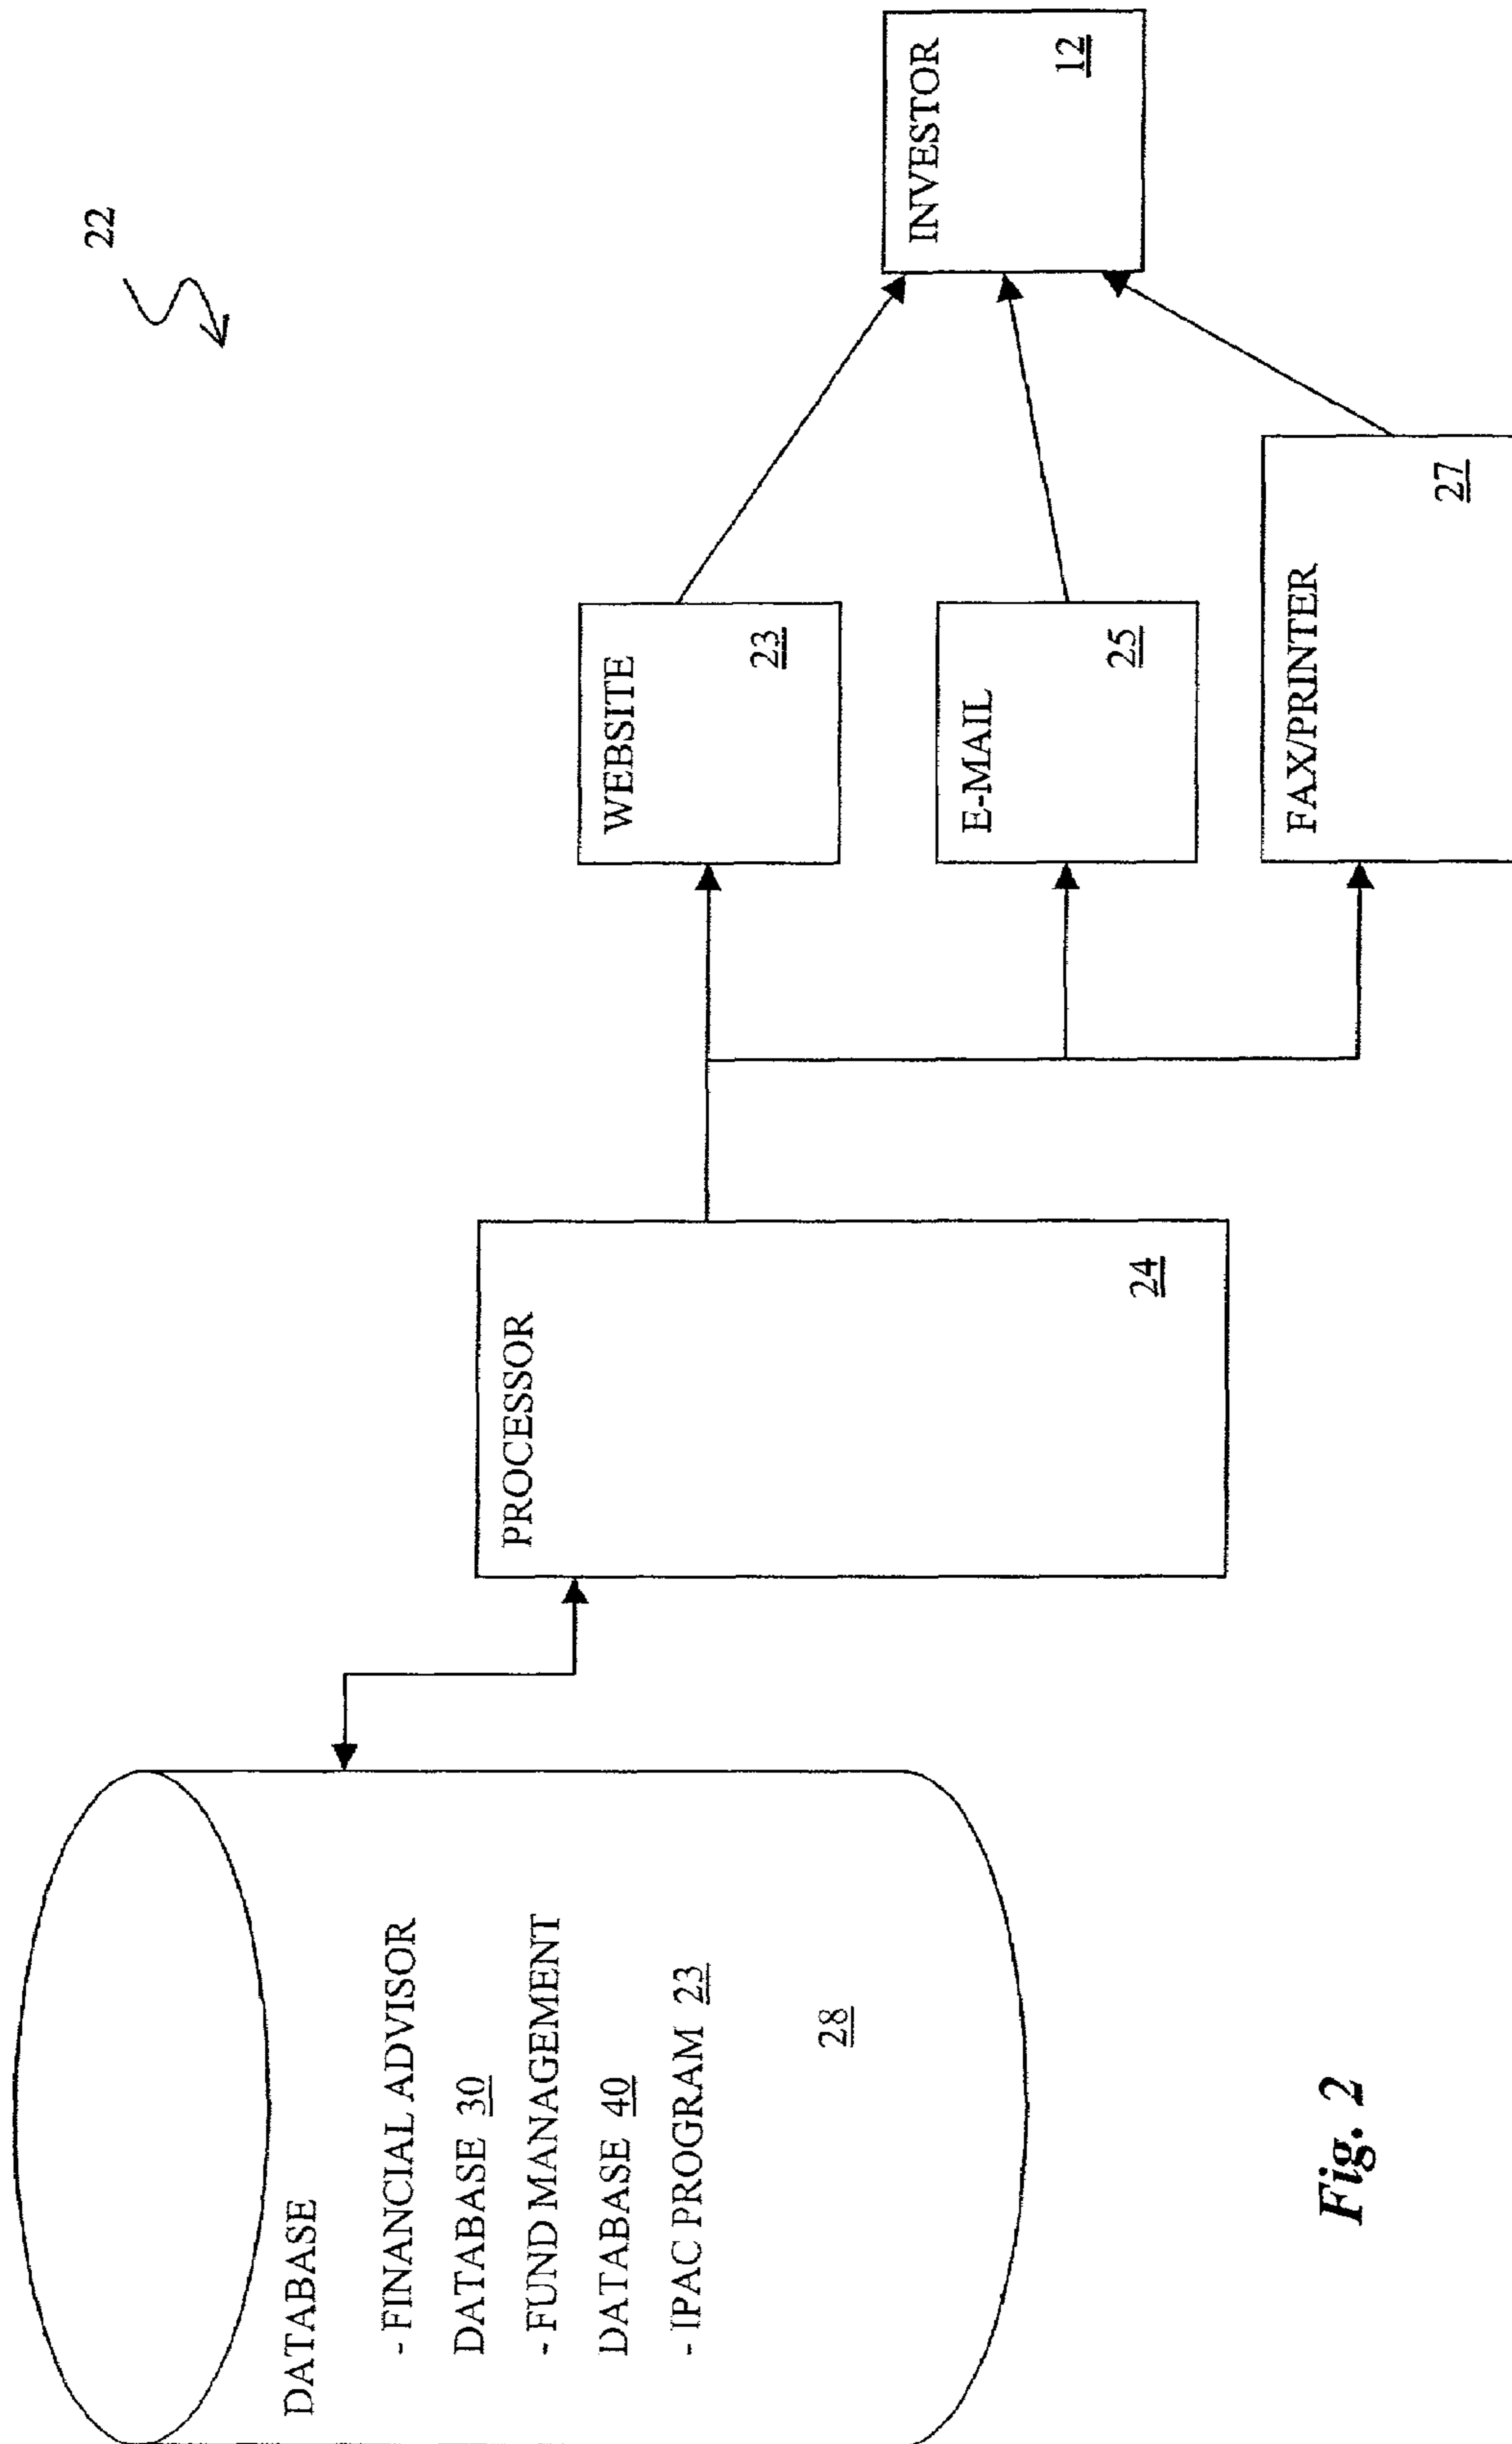 22
DATABASE
- FINANCIAL ADVISOR
DATABASE 30
- FUND MANAGEMENT
DATABASE 40
- IPAC PROGRAM 23
28
PROCESSOR
24
WEBSITE
23
E-MAIL
25
FAX/PRINTER
27
INVESTOR
12
Fig. 2